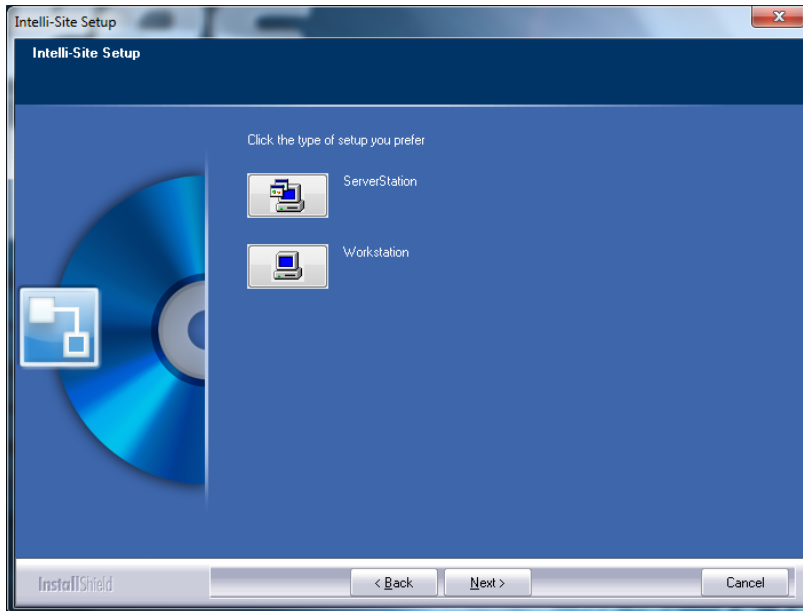 Intelli-Site Setup
Intelli-Site Setup
Click the type of setup you prefer
ServerStation
Workstation
InstallShield
< Back
Next >
Cancel